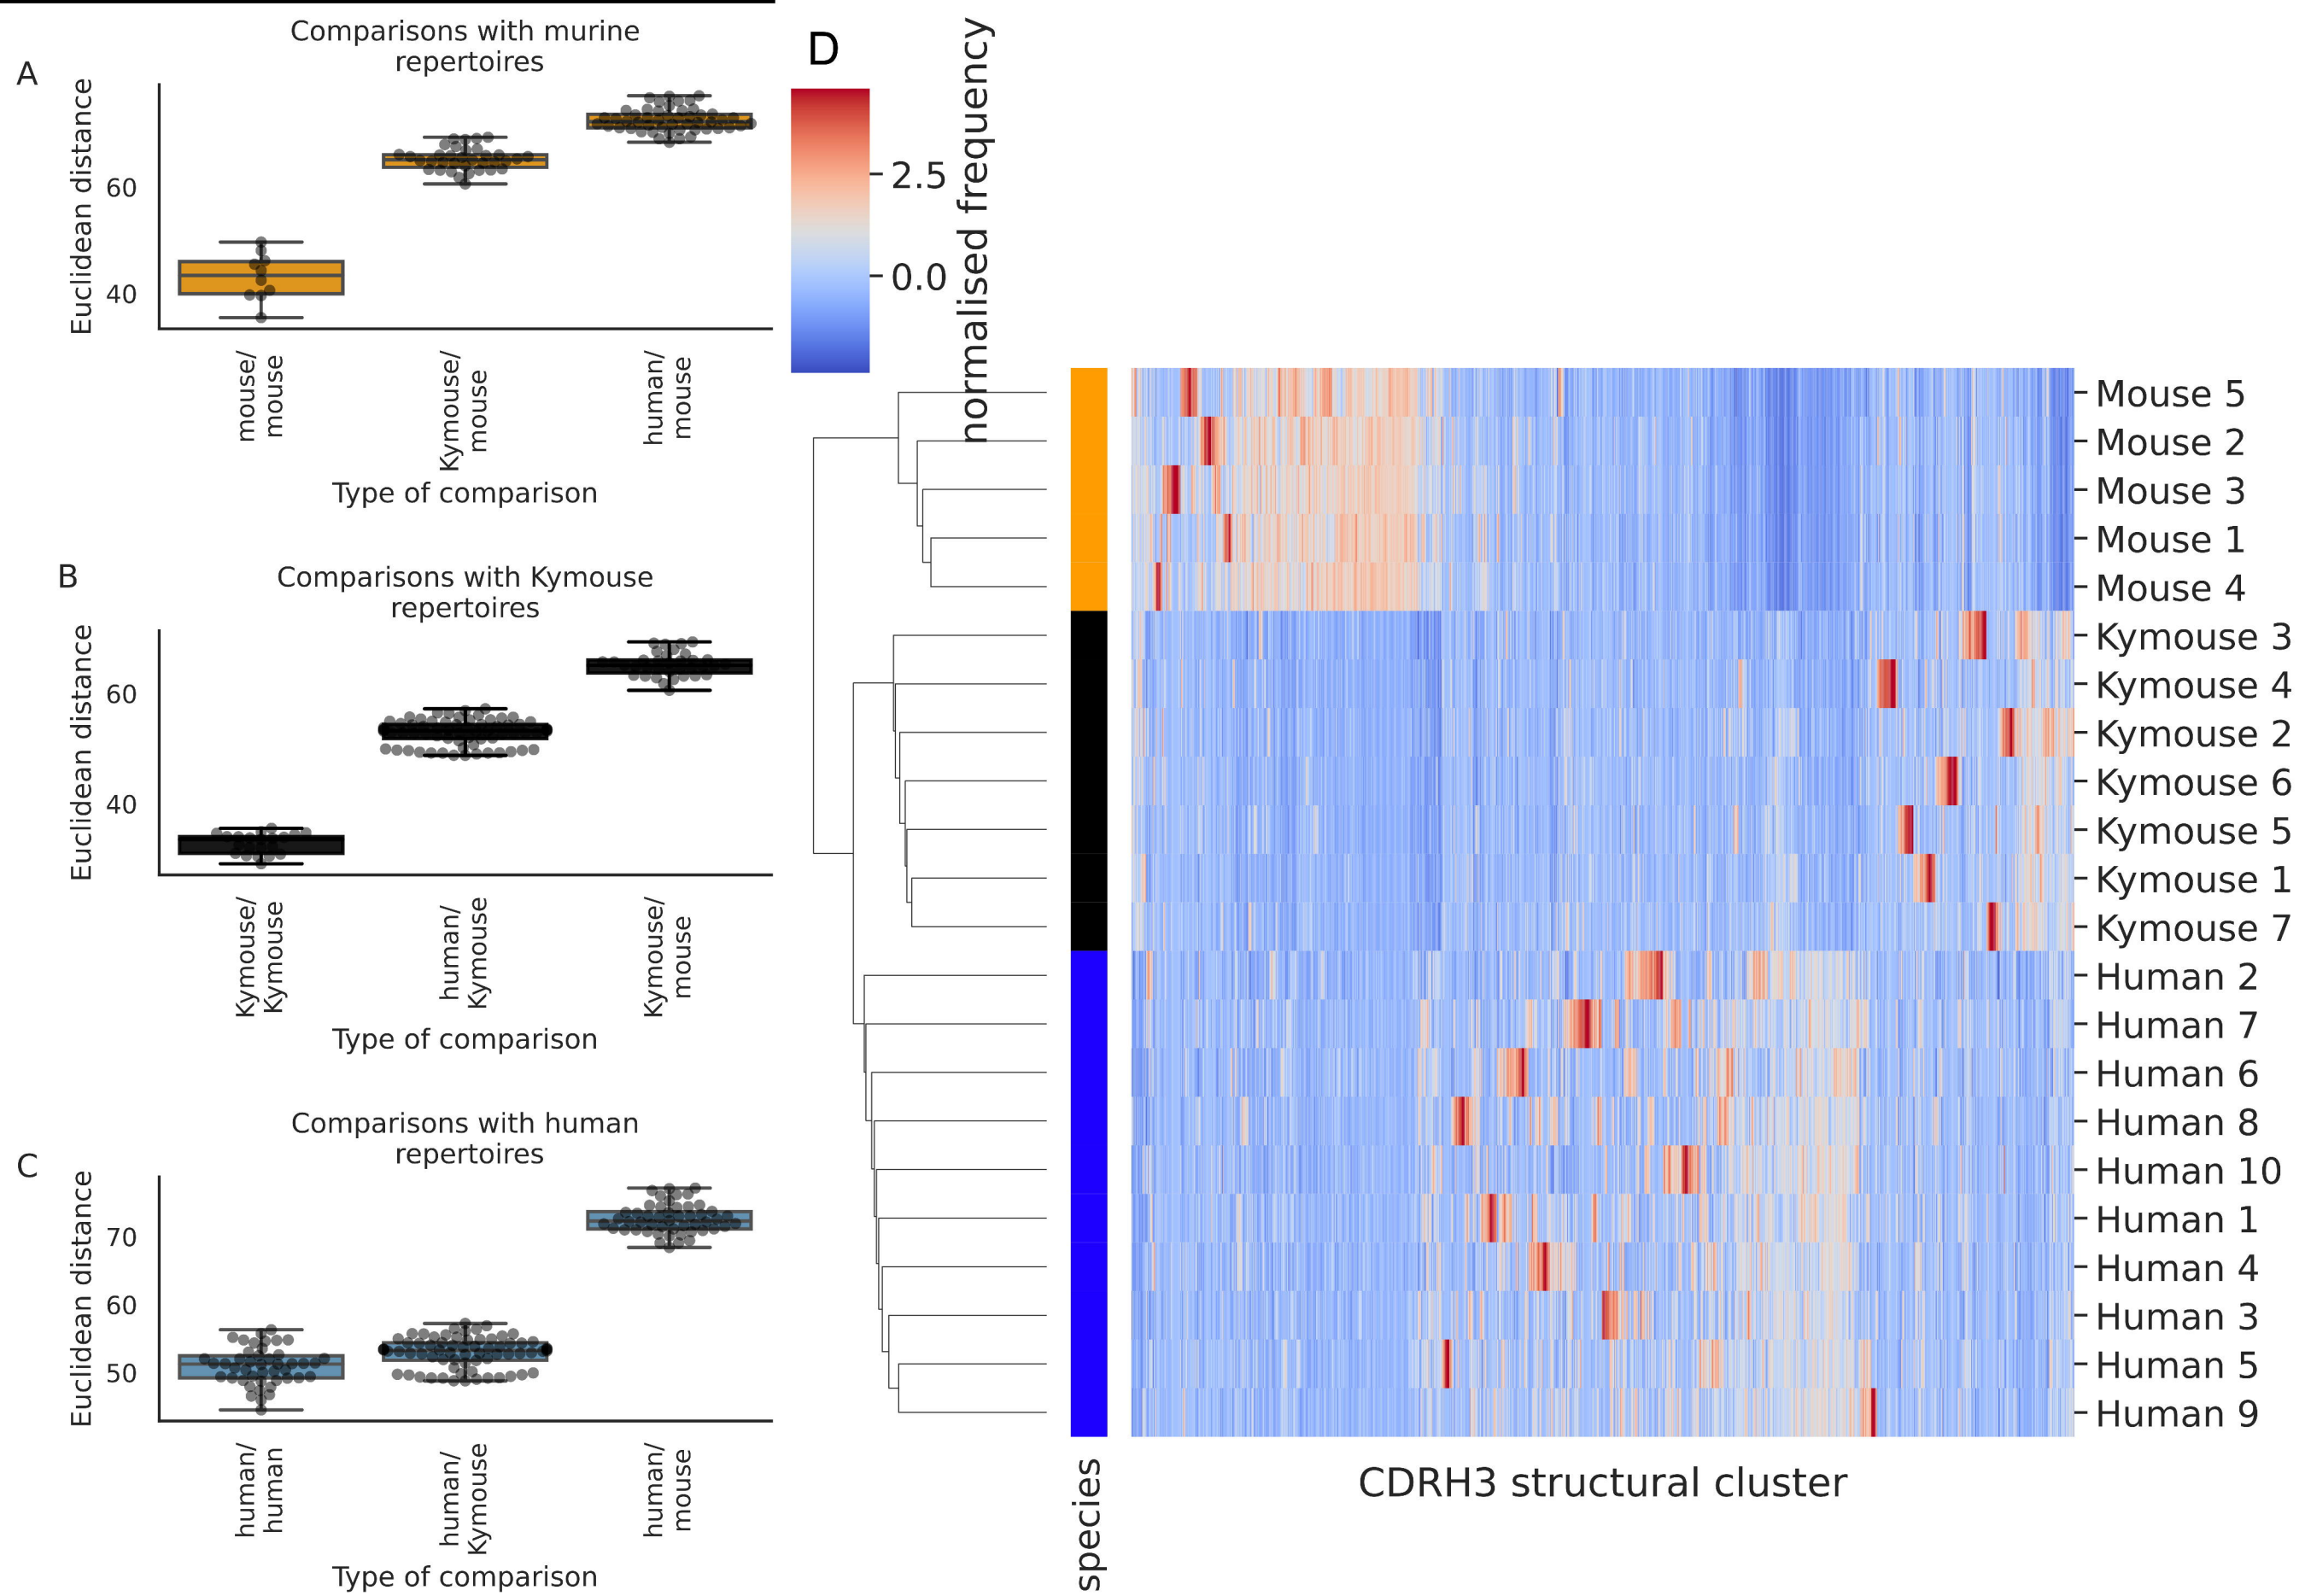 A
Comparisons with murine
repertoires
Euclidean distance
60
40
mouse/
mouse
Kymouse/
mouse
human/
mouse
Type of comparison
B
Comparisons with Kymouse
repertoires
Euclidean distance
60
40
Kymouse/
Kymouse
human/
Kymouse
Kymouse/
mouse
Type of comparison
C
Comparisons with human
repertoires
Euclidean distance
70
60
50
human/
human
human/
Kymouse
human/
mouse
Type of comparison
D
2.5
0.0
normalised frequency
Mouse 5
Mouse 2
Mouse 3
Mouse 1
Mouse 4
Kymouse 3
Kymouse 4
Kymouse 2
Kymouse 6
Kymouse 5
Kymouse 1
Kymouse 7
Human 2
Human 7
Human 6
Human 8
Human 10
Human 1
Human 4
Human 3
Human 5
Human 9
species
CDRH3 structural cluster